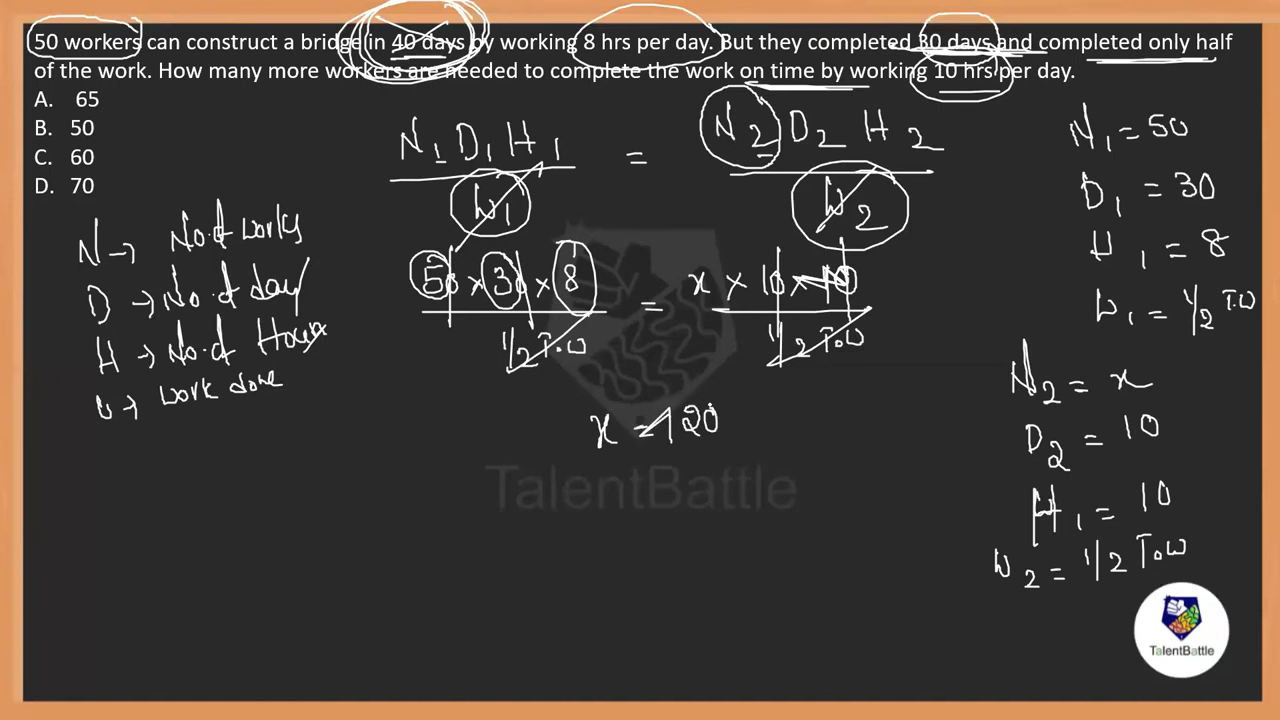 50 workers can construct a bridge in 40 days by working 8 hrs per day. But they completed 30 days and completed only half
of the work. How many more workers are needed to complete the work on time by working 10 hrs per day.
A. 65
B. 50
C. 60
D. 70
N₁ D₁ H₁ / W₁ = N₂ D₂ H₂ / W₂
N₁ = 50
D₁ = 30
H₁ = 8
W₁ = 1/2 T.W
N → No.of works
D → No.of day
H → No.of Hours
W → work done
50 × 30 × 8 / 1/2 T.W = x × 10 × 10 / 1/2 T.W
x = 120
N₂ = x
D₂ = 10
H₁ = 10
W₂ = 1/2 T.W
TalentBattle
TalentBattle